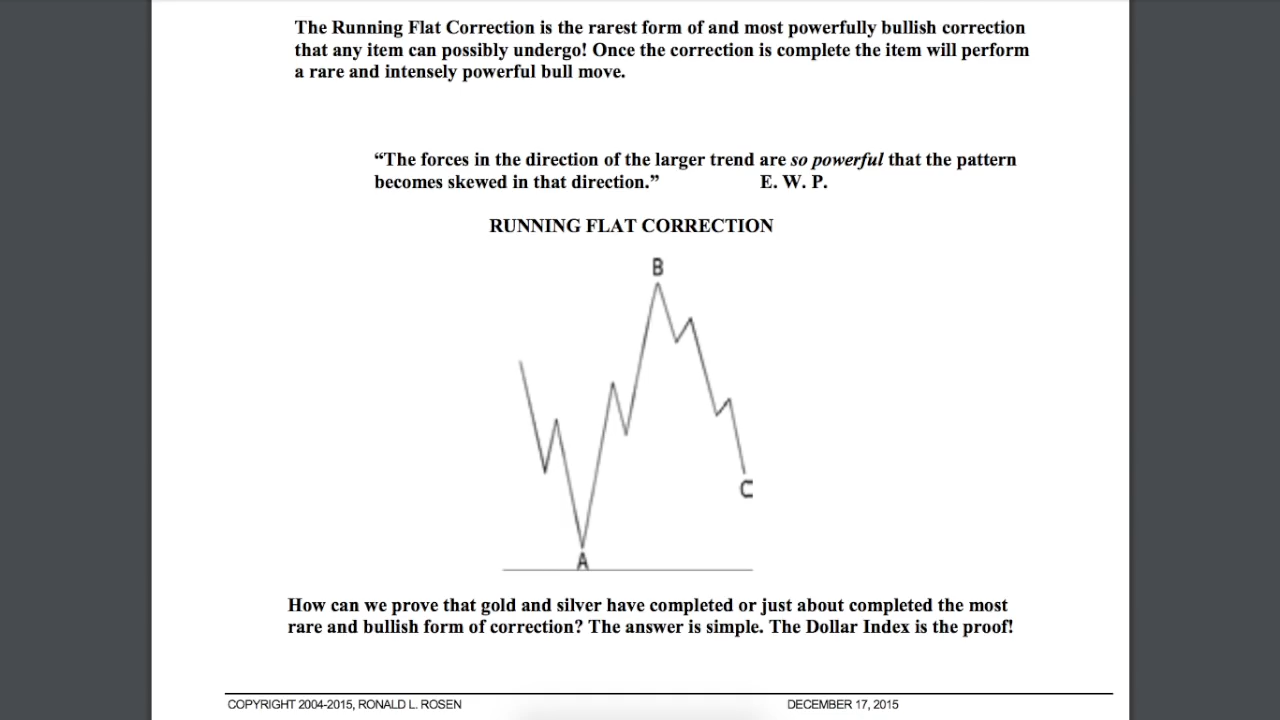 The Running Flat Correction is the rarest form of and most powerfully bullish correction
that any item can possibly undergo! Once the correction is complete the item will perform
a rare and intensely powerful bull move.
“The forces in the direction of the larger trend are so powerful that the pattern
becomes skewed in that direction.” E. W. P.
RUNNING FLAT CORRECTION
B
C
A
How can we prove that gold and silver have completed or just about completed the most
rare and bullish form of correction? The answer is simple. The Dollar Index is the proof!
COPYRIGHT 2004-2015, RONALD L. ROSEN DECEMBER 17, 2015